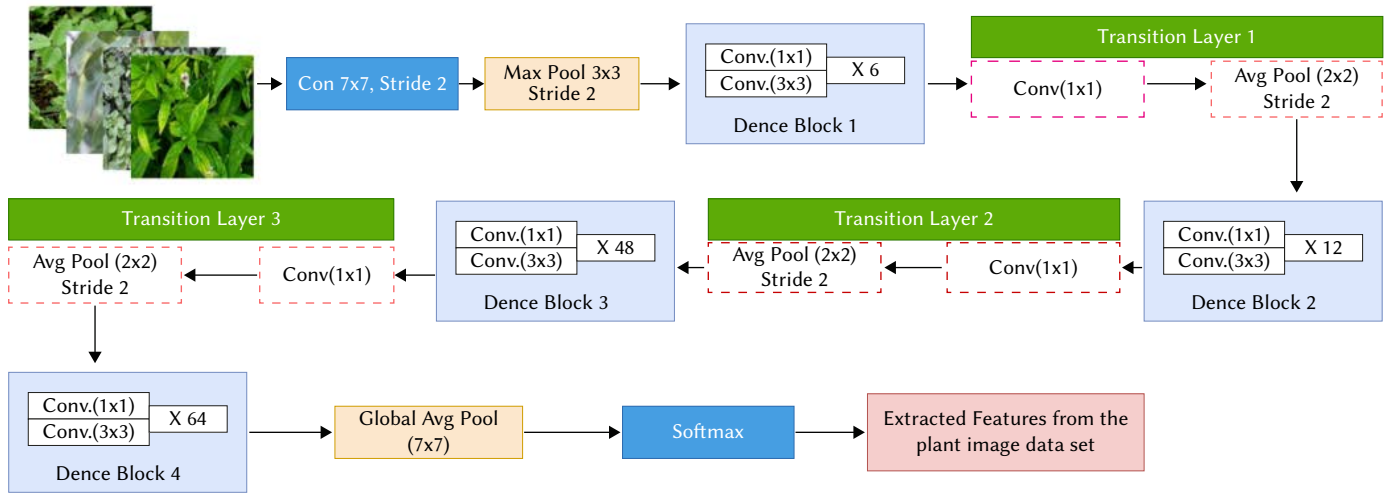 Con 7x7, Stride 2
Max Pool 3x3
Stride 2
Conv.(1x1)
Conv.(3x3)
X 6
Dence Block 1
Transition Layer 1
Conv(1x1)
Avg Pool (2x2)
Stride 2
Conv.(1x1)
Conv.(3x3)
X 12
Dence Block 2
Transition Layer 2
Conv(1x1)
Avg Pool (2x2)
Stride 2
Conv.(1x1)
Conv.(3x3)
X 48
Dence Block 3
Transition Layer 3
Conv(1x1)
Avg Pool (2x2)
Stride 2
Conv.(1x1)
Conv.(3x3)
X 64
Dence Block 4
Global Avg Pool
(7x7)
Softmax
Extracted Features from the
plant image data set